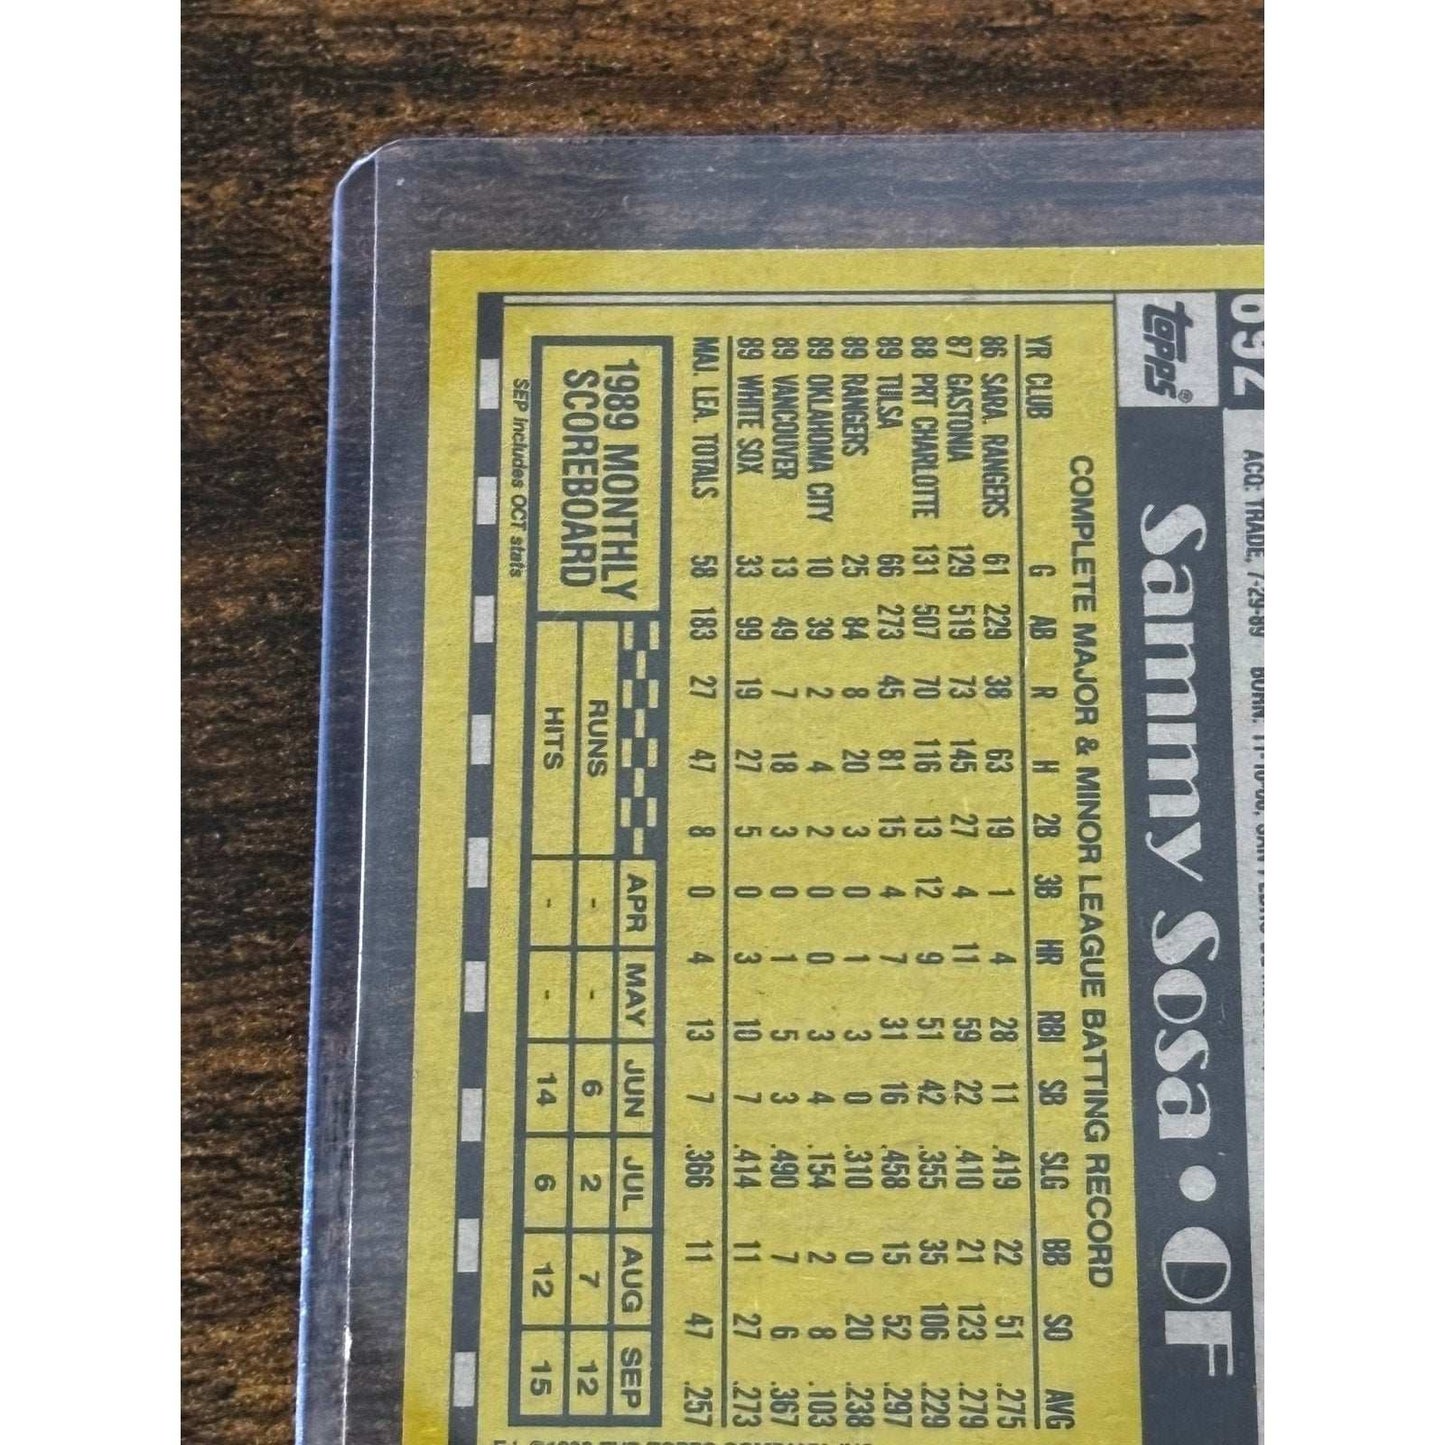 692
topps®
ACQ: TRADE, 7-29-89 BORN: 11-10-68, SAN PEDRO
Sammy Sosa • OF
COMPLETE MAJOR & MINOR LEAGUE BATTING RECORD
YR CLUB G AB R H 2B 3B HR RBI SB SLG BB SO AVG
86 SARA. RANGERS 61 229 38 63 19 1 4 28 11 .419 22 51 .275
87 GASTONIA 129 519 73 145 27 4 11 59 22 .410 21 123 .279
88 PRT CHARLOTTE 131 507 70 116 13 12 9 51 42 .355 35 106 .229
89 TULSA 66 273 45 81 15 4 7 31 16 .458 15 52 .297
89 RANGERS 25 84 8 20 3 0 1 3 0 .310 0 20 .238
89 OKLAHOMA CITY 10 39 2 4 2 0 0 3 4 .154 2 8 .103
89 VANCOUVER 13 49 7 18 3 0 1 5 3 .490 7 6 .367
89 WHITE SOX 33 99 19 27 5 0 3 10 7 .414 11 27 .273
MAJ. LEA. TOTALS 58 183 27 47 8 0 4 13 7 .366 11 47 .257
1989 MONTHLY
SCOREBOARD
APR MAY JUN JUL AUG SEP
RUNS - - 6 2 7 12
HITS - - 14 6 12 15
SEP includes OCT stats